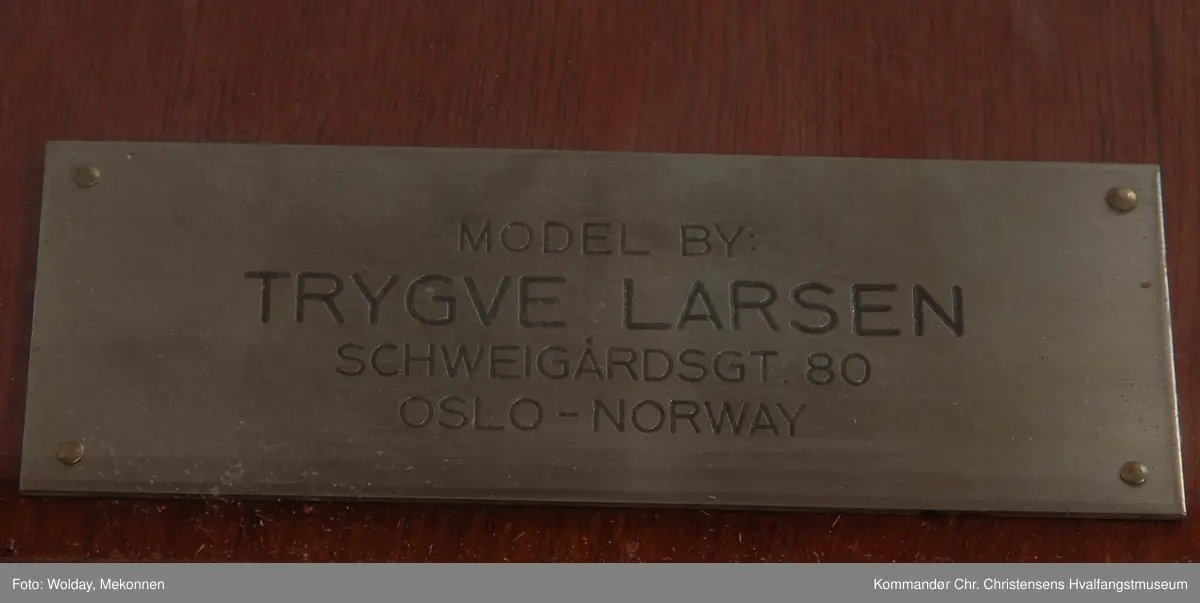 MODEL BY:
TRYGVE LARSEN
SCHWEIGÅRDSGT. 80
OSLO – NORWAY
Foto: Wolday, Mekonnen
Kommandør Chr. Christensens Hvalfangstmuseum